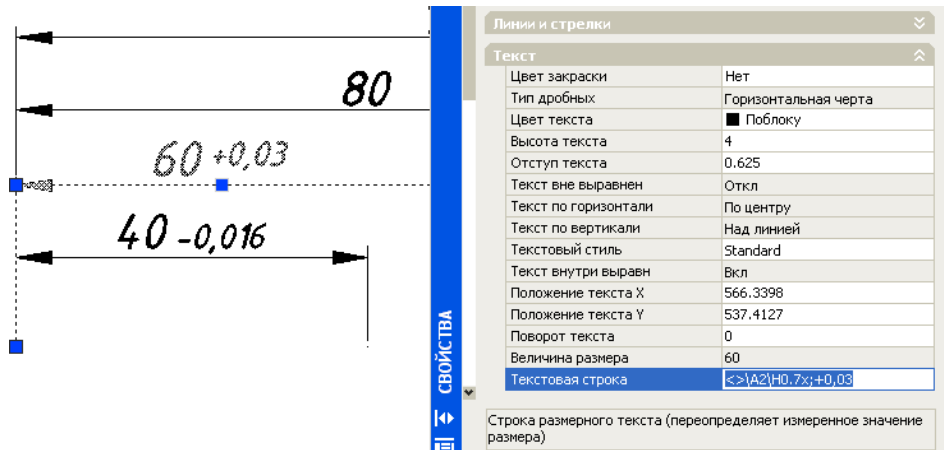 80
60 +0,03
40 -0,016
СВОЙСТВА
Линии и стрелки
Текст
Цвет закраски Нет
Тип дробных Горизонтальная черта
Цвет текста Поблоку
Высота текста 4
Отступ текста 0.625
Текст вне выравнен Откл
Текст по горизонтали По центру
Текст по вертикали Над линией
Текстовый стиль Standard
Текст внутри выравн Вкл
Положение текста X 566.3398
Положение текста Y 537.4127
Поворот текста 0
Величина размера 60
Текстовая строка <>\A2\H0.7x;+0,03
Строка размерного текста (переопределяет измеренное значение
размера)